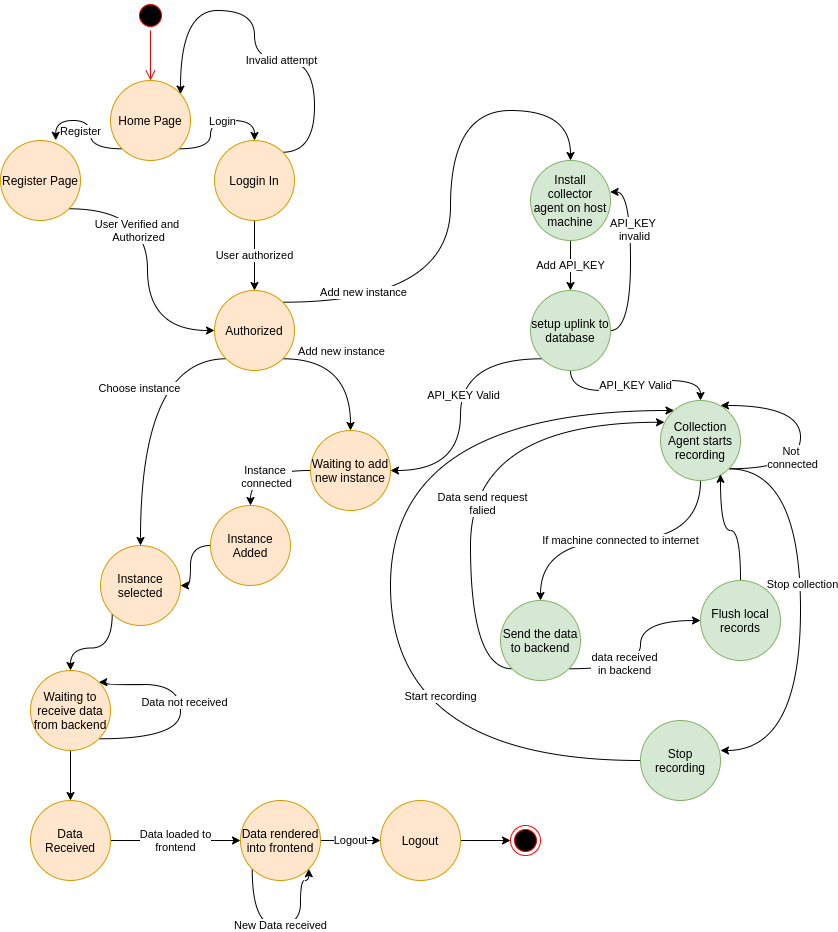 Invalid attempt
Home Page
Register
Login
Register Page
Loggin In
Install
collector
agent on host
machine
User Verified and
Authorized
API_KEY
invalid
User authorized
Add API_KEY
Add new instance
Authorized
setup uplink to
database
Add new instance
Choose instance
API_KEY Valid
API_KEY Valid
Collection
Agent starts
recording
Not
connected
Waiting to add
new instance
Instance
connected
Data send request
falied
Instance
Added
If machine connected to internet
Instance
selected
Stop collection
Flush local
records
Send the data
to backend
data received
in backend
Waiting to
receive data
from backend
Data not received
Start recording
Stop
recording
Data
Received
Data loaded to
frontend
Data rendered
into frontend
Logout
Logout
New Data received